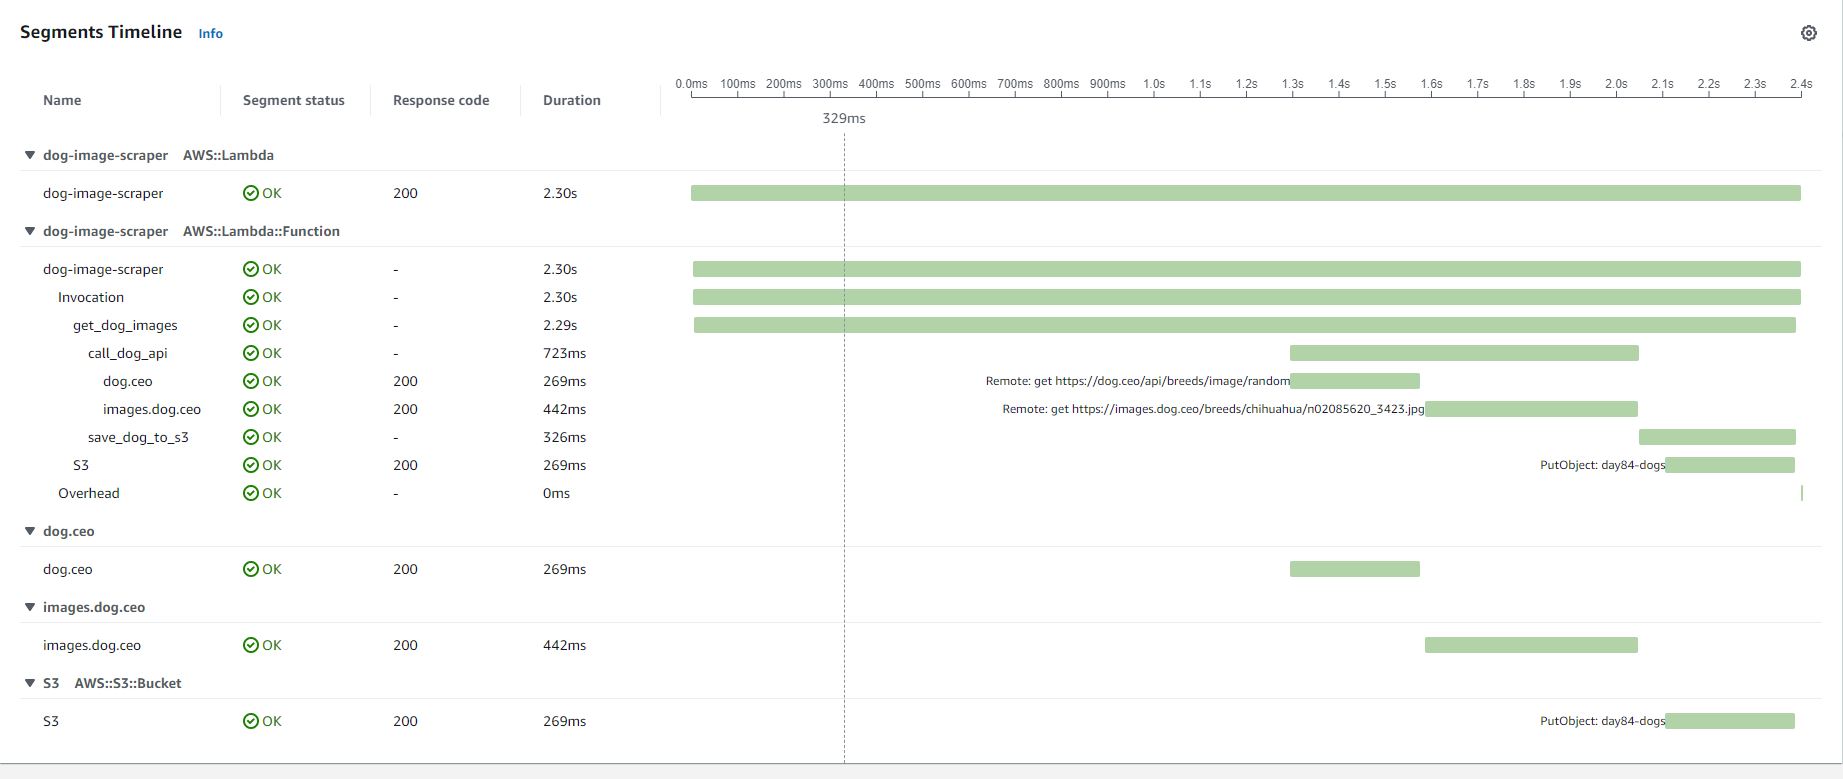 Segments Timeline Info
0.0ms 100ms 200ms 300ms 400ms 500ms 600ms 700ms 800ms 900ms 1.0s 1.1s 1.2s 1.3s 1.4s 1.5s 1.6s 1.7s 1.8s 1.9s 2.0s 2.1s 2.2s 2.3s 2.4s
Name Segment status Response code Duration
329ms
dog-image-scraper AWS::Lambda
dog-image-scraper OK 200 2.30s
dog-image-scraper AWS::Lambda::Function
dog-image-scraper OK - 2.30s
Invocation OK - 2.30s
get_dog_images OK - 2.29s
call_dog_api OK - 723ms
dog.ceo OK 200 269ms Remote: get https://dog.ceo/api/breeds/image/random
images.dog.ceo OK 200 442ms Remote: get https://images.dog.ceo/breeds/chihuahua/n02085620_3423.jpg
save_dog_to_s3 OK - 326ms
S3 OK 200 269ms PutObject: day84-dogs
Overhead OK - 0ms
dog.ceo
dog.ceo OK 200 269ms
images.dog.ceo
images.dog.ceo OK 200 442ms
S3 AWS::S3::Bucket
S3 OK 200 269ms PutObject: day84-dogs